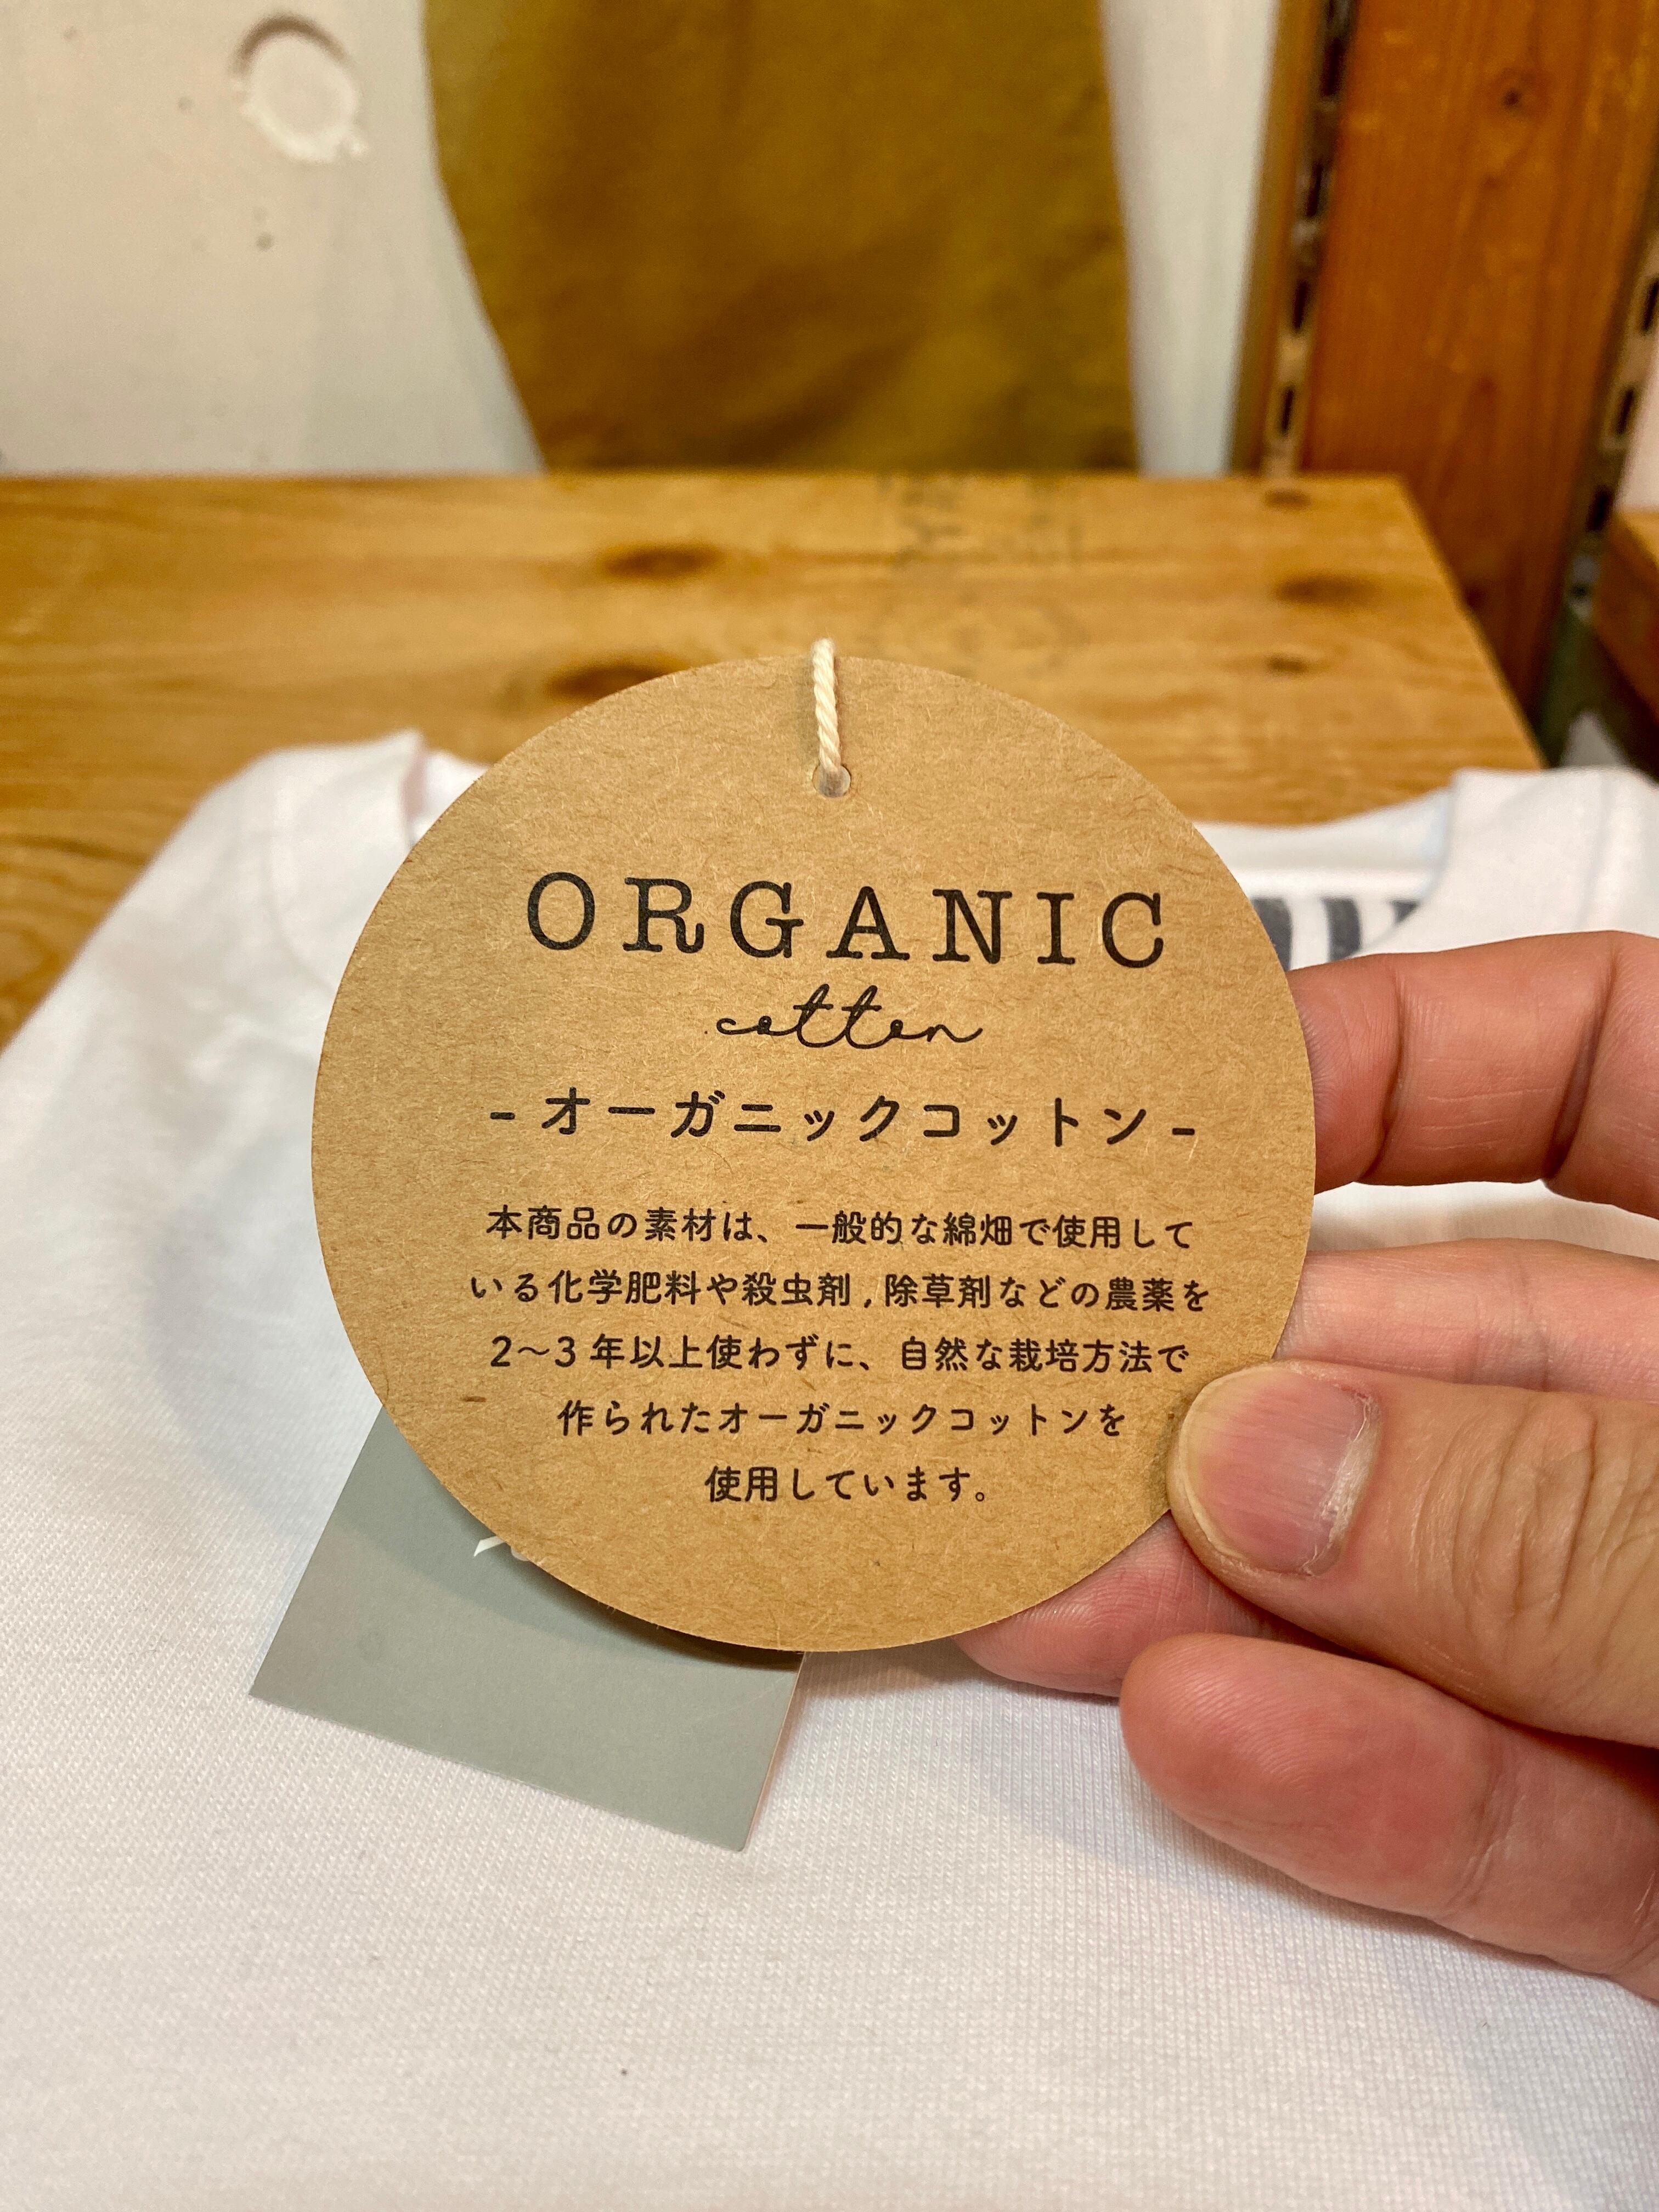 ORGANIC
cotton
- オーガニックコットン -
本商品の素材は、一般的な綿畑で使用して
いる化学肥料や殺虫剤,除草剤などの農薬を
2〜3年以上使わずに、自然な栽培方法で
作られたオーガニックコットンを
使用しています。